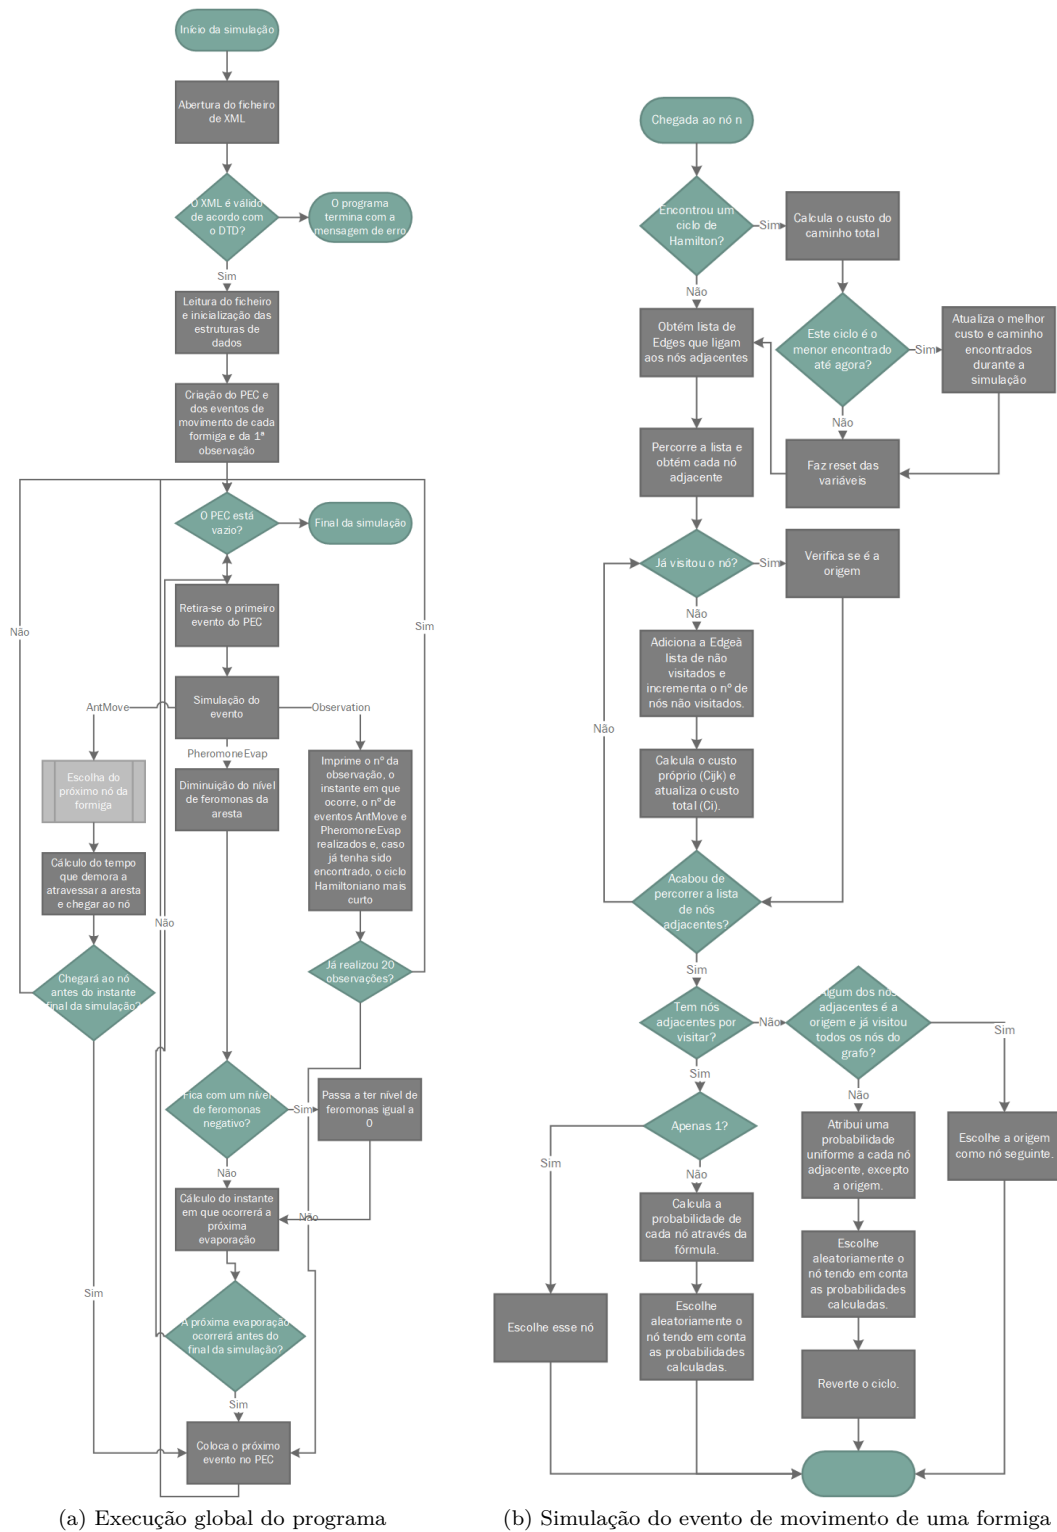 Início da simulação
Abertura do ficheiro
de XML
O XML é válido
de acordo com
o DTD?
O programa
termina com a
mensagem de erro
Sim
Leitura do ficheiro
e inicialização das
estruturas de
dados
Criação do PEC e
dos eventos de
movimento de cada
formiga e da 1ª
observação
O PEC está
vazio?
Final da simulação
Retira-se o primeiro
evento do PEC
Não
Sim
Simulação do
evento
AntMove
Observation
PheromoneEvap
Escolha do
próximo nó da
formiga
Diminuição do nível
de feromonas da
aresta
Imprime o nº da
observação, o
instante em que
ocorre, o nº de
eventos AntMove e
PheromoneEvap
realizados e, caso
já tenha sido
encontrado, o ciclo
Hamiltoniano mais
curto
Cálculo do tempo
que demora a
atravessar a aresta
e chegar ao nó
Não
Chegará ao nó
antes do instante
final da simulação?
Já realizou 20
observações?
Fica com um nível
de feromonas
negativo?
Sim
Passa a ter nível de
feromonas igual a
0
Não
Cálculo do instante
em que ocorrerá a
próxima
evaporação
Não
Sim
A próxima evaporação
ocorrerá antes do
final da simulação?
Sim
Coloca o próximo
evento no PEC
(a) Execução global do programa
Chegada ao nó n
Encontrou um
ciclo de
Hamilton?
Sim
Calcula o custo do
caminho total
Não
Obtém lista de
Edges que ligam
aos nós adjacentes
Este ciclo é o
menor encontrado
até agora?
Sim
Atualiza o melhor
custo e caminho
encontrados
durante a
simulação
Não
Faz reset das
variáveis
Percorre a lista e
obtém cada nó
adjacente
Já visitou o nó?
Sim
Verifica se é a
origem
Não
Adiciona a Edgeà
lista de não
visitados e
incrementa o nº de
nós não visitados.
Não
Calcula o custo
próprio (Cijk) e
atualiza o custo
total (Ci).
Acabou de
percorrer a lista
de nós
adjacentes?
Sim
Tem nós
adjacentes por
visitar?
Não
Algum dos nós
adjacentes é a
origem e já visitou
todos os nós do
grafo?
Sim
Sim
Não
Apenas 1?
Sim
Não
Atribui uma
probabilidade
uniforme a cada nó
adjacente, excepto
a origem.
Escolhe a origem
como nó seguinte.
Calcula a
probabilidade de
cada nó através da
fórmula.
Escolhe
aleatoriamente o
nó tendo em conta
as probabilidades
calculadas.
Escolhe esse nó
Escolhe
aleatoriamente o
nó tendo em conta
as probabilidades
calculadas.
Reverte o ciclo.
(b) Simulação do evento de movimento de uma formiga